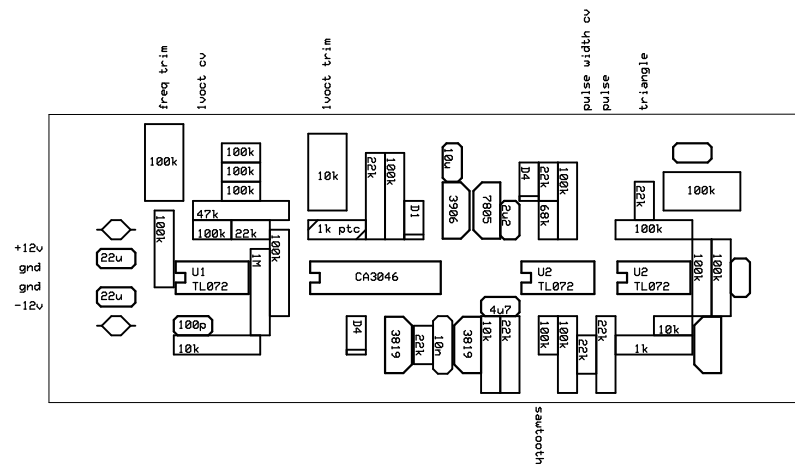 freq trim
1voct cv
1voct trim
pulse width cv
pulse
triangle
100k
100k
100k
100k
10k
22k
100k
10u
3906
7805
2u2
D4
22k
100k
68k
22k
100k
100k
47k
100k
22k
100k
100k
1k ptc
D1
+12v
gnd
gnd
-12v
22u
22u
U1
TL072
1M
CA3046
U2
TL072
U2
TL072
100k
100k
100p
10k
D4
3819
22k
10n
3819
4u7
10k
22k
100k
100k
22k
22k
10k
1k
sawtooth